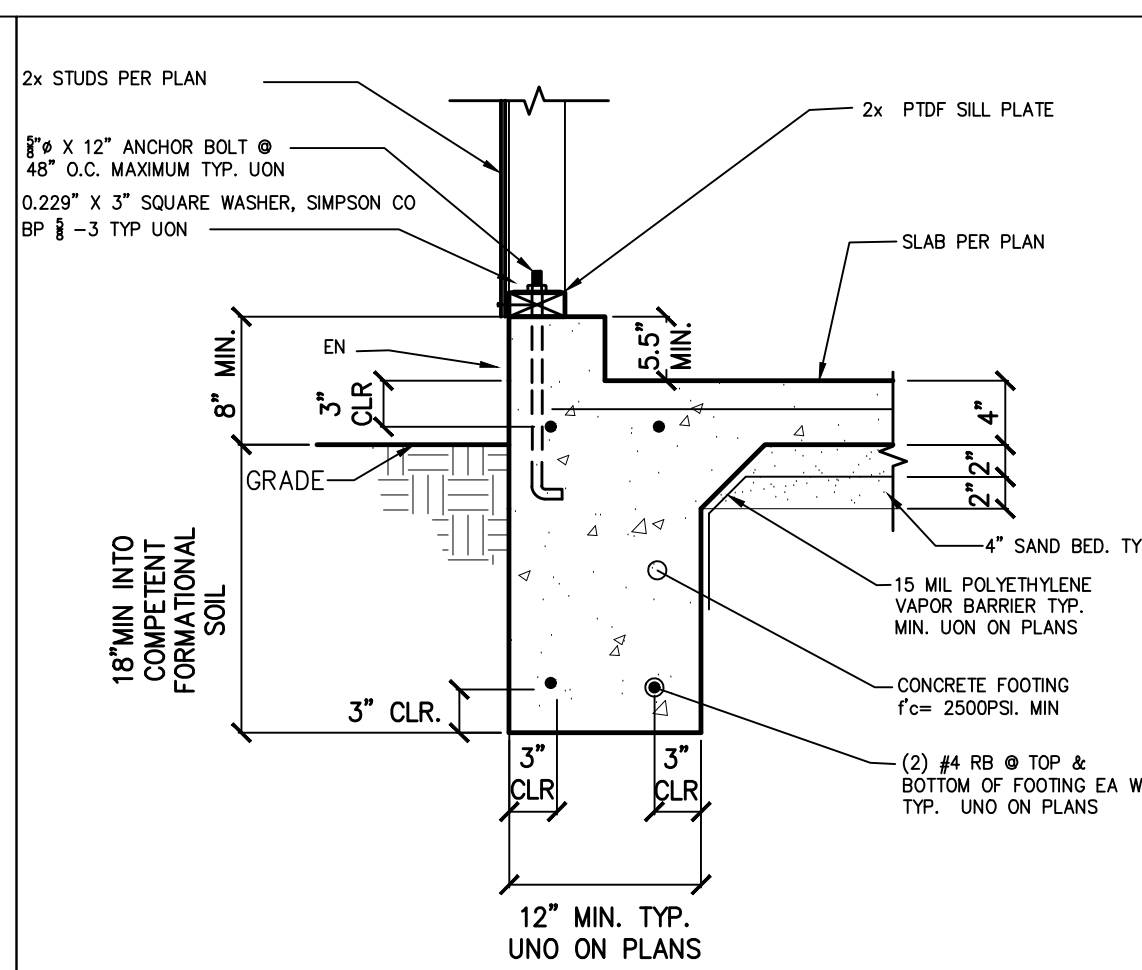 2x STUDS PER PLAN
5/8"ø X 12" ANCHOR BOLT @
48" O.C. MAXIMUM TYP. UON
0.229" X 3" SQUARE WASHER, SIMPSON CO
BP 5/8 -3 TYP UON
2x PTDF SILL PLATE
SLAB PER PLAN
EN
8" MIN.
3"
CLR
5.5"
MIN.
4"
2"
2"
GRADE
18"MIN INTO
COMPETENT
FORMATIONAL
SOIL
4" SAND BED. TY
15 MIL POLYETHYLENE
VAPOR BARRIER TYP.
MIN. UON ON PLANS
CONCRETE FOOTING
f'c= 2500PSI. MIN
3" CLR.
3"
CLR
3"
CLR
(2) #4 RB @ TOP &
BOTTOM OF FOOTING EA W
TYP. UNO ON PLANS
12" MIN. TYP.
UNO ON PLANS